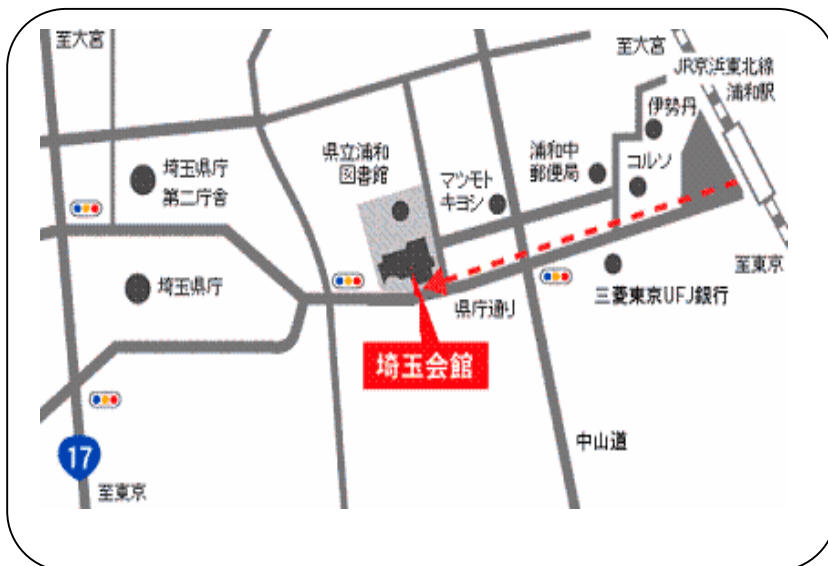 至大宮
至大宮
JR京浜東北線
浦和駅
伊勢丹
コルソ
浦和中
郵便局
マツモト
キヨシ
県立浦和
図書館
埼玉県庁
第二庁舎
埼玉県庁
県庁通り
三菱東京UFJ銀行
至東京
埼玉会館
中山道
17
至東京